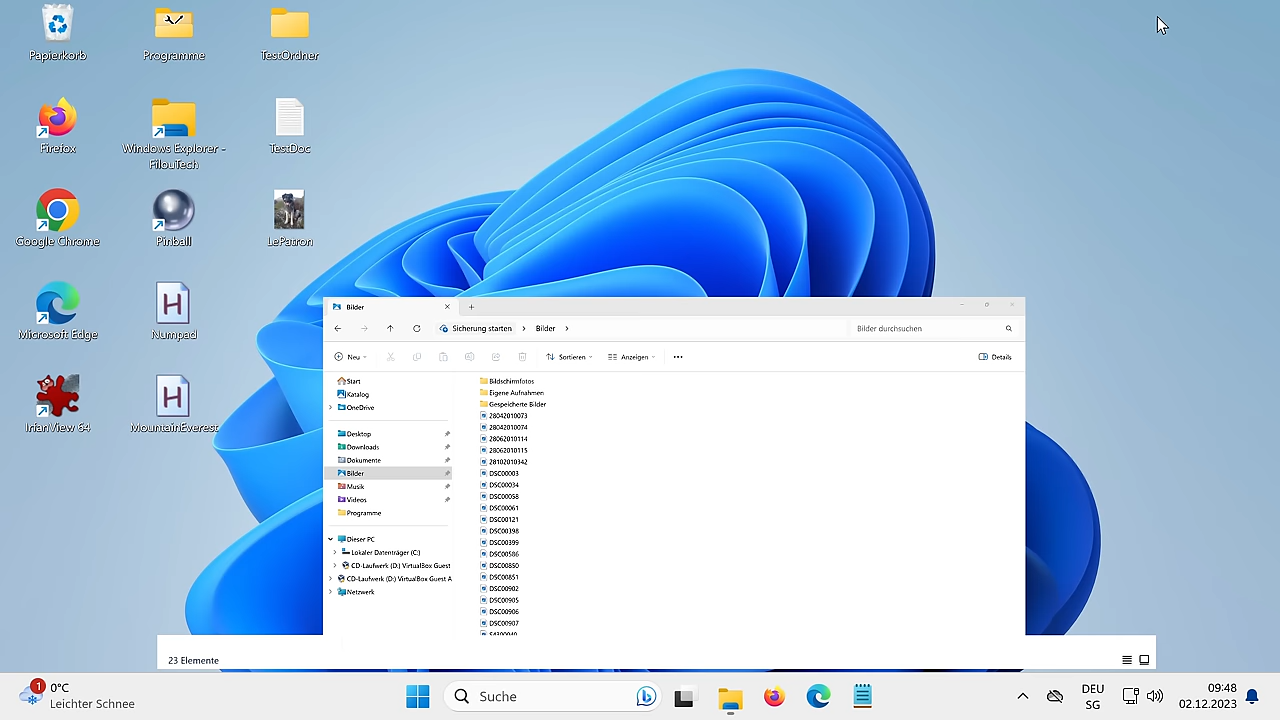 Papierkorb
Programme
TestOrdner
Firefox
Windows Explorer -
FilouTech
TestDoc
Google Chrome
Pinball
LePatron
Microsoft Edge
Numpad
IrfanView 64
MountainEverest
Bilder
Sicherung starten > Bilder >
Bilder durchsuchen
Neu
Sortieren
Anzeigen
Details
Start
Katalog
OneDrive
Desktop
Downloads
Dokumente
Bilder
Musik
Videos
Programme
Dieser PC
Lokaler Datenträger (C:)
CD-Laufwerk (D:) VirtualBox Guest
CD-Laufwerk (D:) VirtualBox Guest A
Netzwerk
Bildschirmfotos
Eigene Aufnahmen
Gespeicherte Bilder
28042010073
28042010074
28062010114
28062010115
28102010342
DSC00003
DSC00034
DSC00058
DSC00061
DSC00121
DSC00398
DSC00399
DSC00586
DSC00850
DSC00851
DSC00902
DSC00905
DSC00906
DSC00907
23 Elemente
1
0°C
Leichter Schnee
Suche
DEU
SG
09:48
02.12.2023